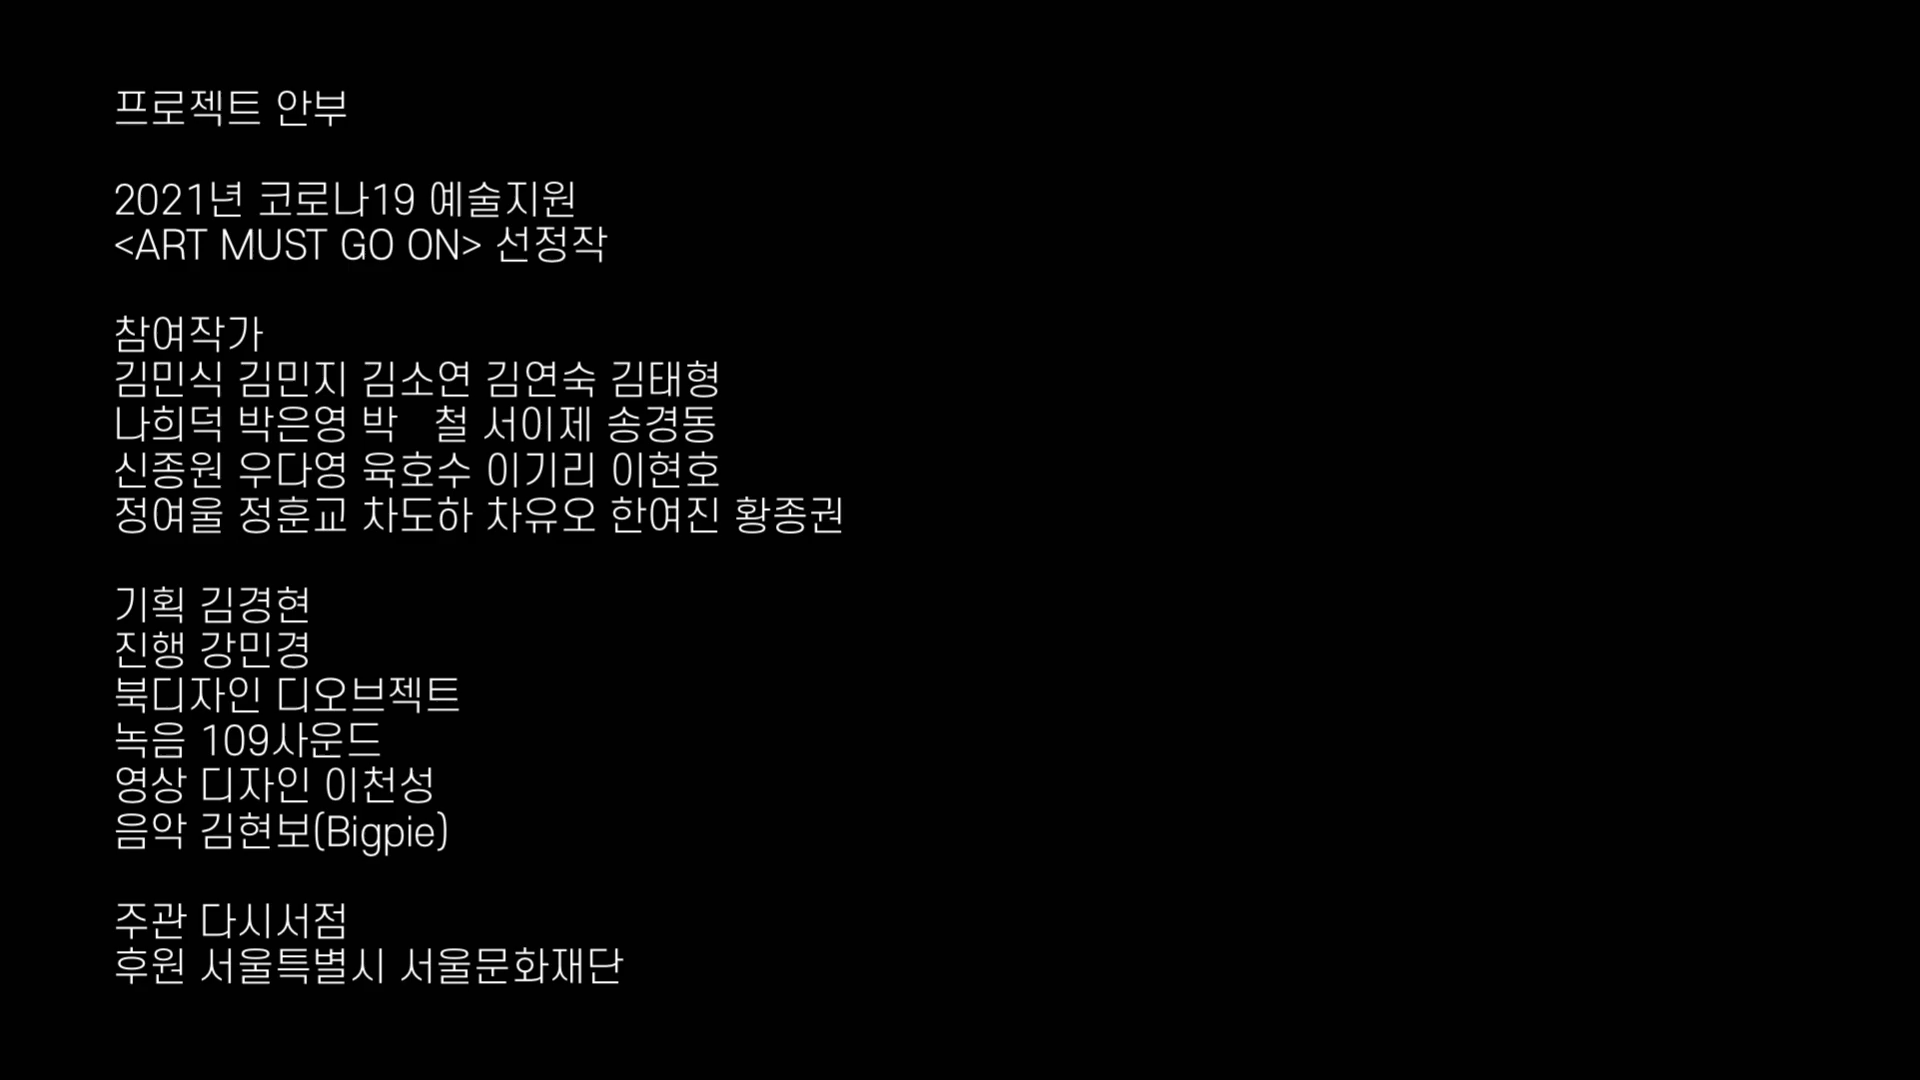 프로젝트 안부
2021년 코로나19 예술지원
<ART MUST GO ON> 선정작
참여작가
김민식 김민지 김소연 김연숙 김태형
나희덕 박은영 박 철 서이제 송경동
신종원 우다영 육호수 이기리 이현호
정여울 정훈교 차도하 차유오 한여진 황종권
기획 김경현
진행 강민경
북디자인 디오브젝트
녹음 109사운드
영상 디자인 이천성
음악 김현보(Bigpie)
주관 다시서점
후원 서울특별시 서울문화재단